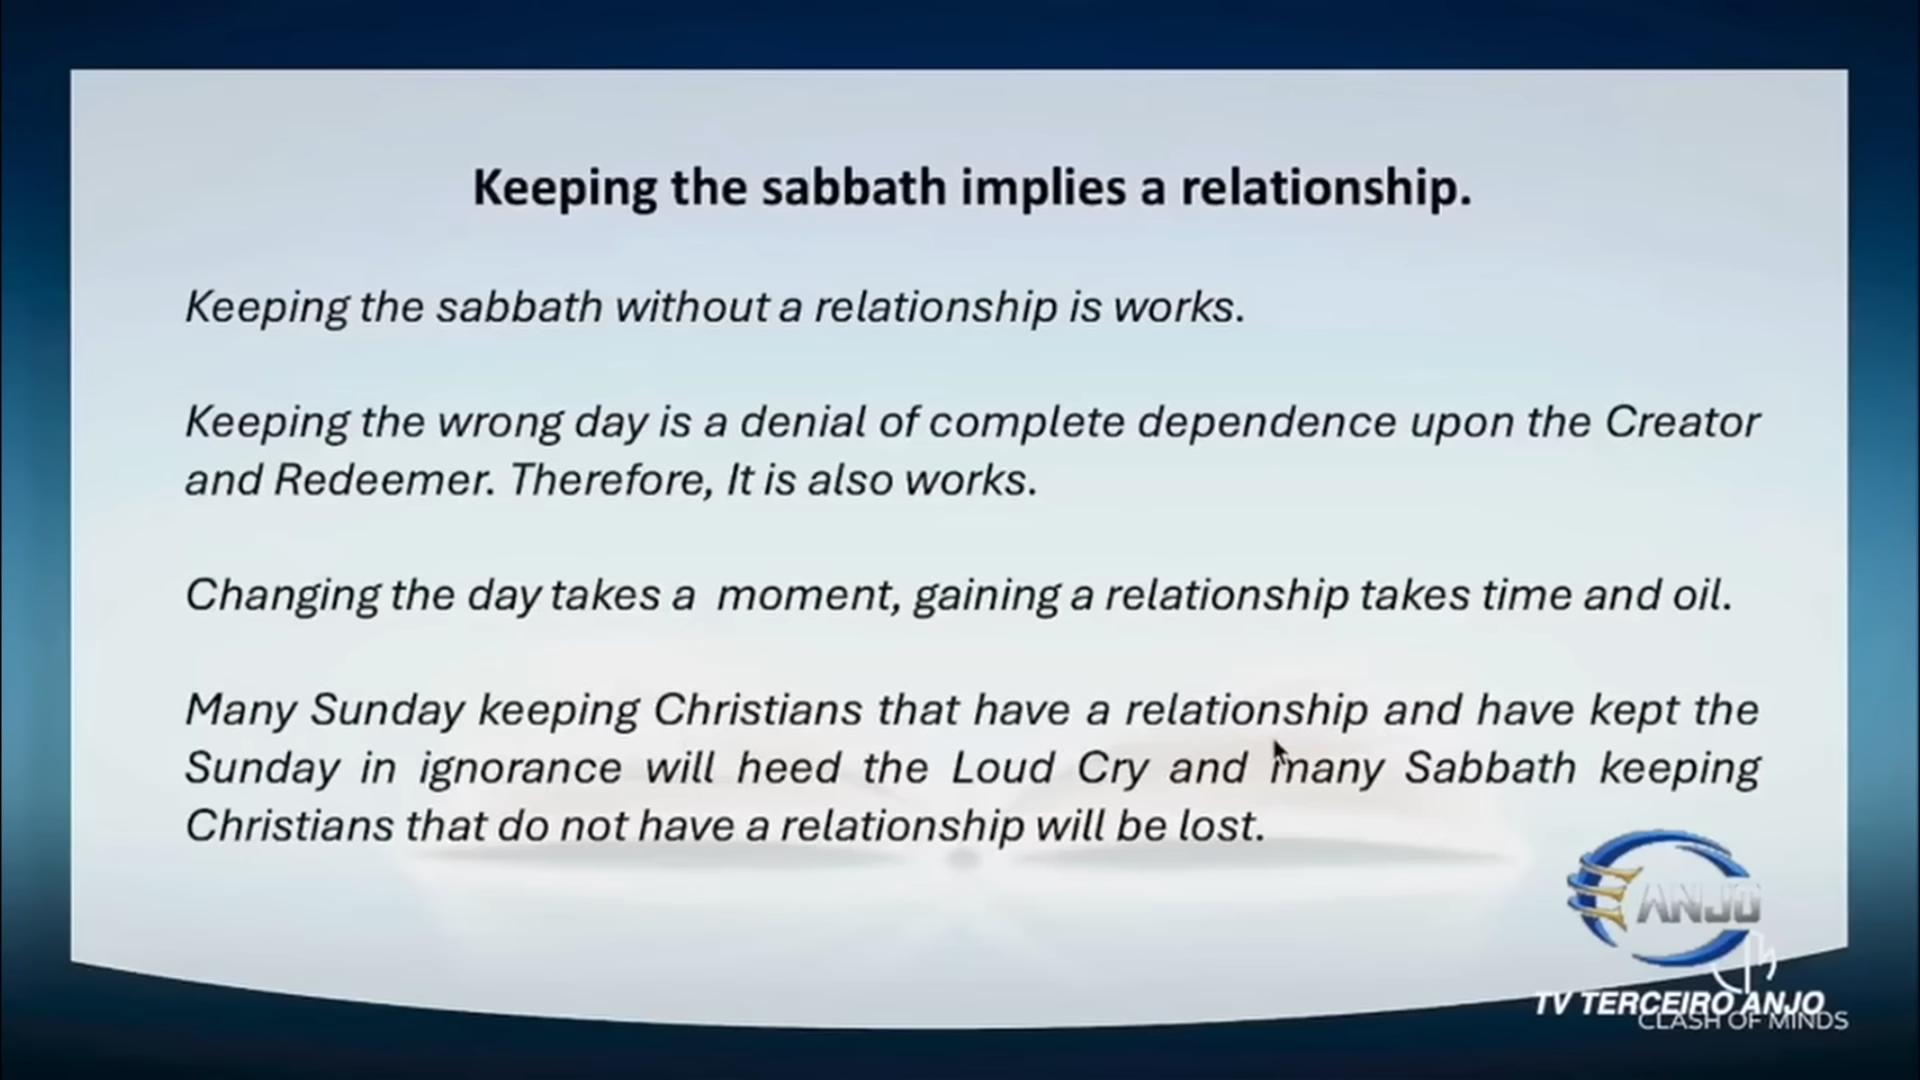 Keeping the sabbath implies a relationship.
Keeping the sabbath without a relationship is works.
Keeping the wrong day is a denial of complete dependence upon the Creator
and Redeemer. Therefore, It is also works.
Changing the day takes a moment, gaining a relationship takes time and oil.
Many Sunday keeping Christians that have a relationship and have kept the
Sunday in ignorance will heed the Loud Cry and many Sabbath keeping
Christians that do not have a relationship will be lost.
ANJO
TV TERCEIRO ANJO
CLASH OF MINDS